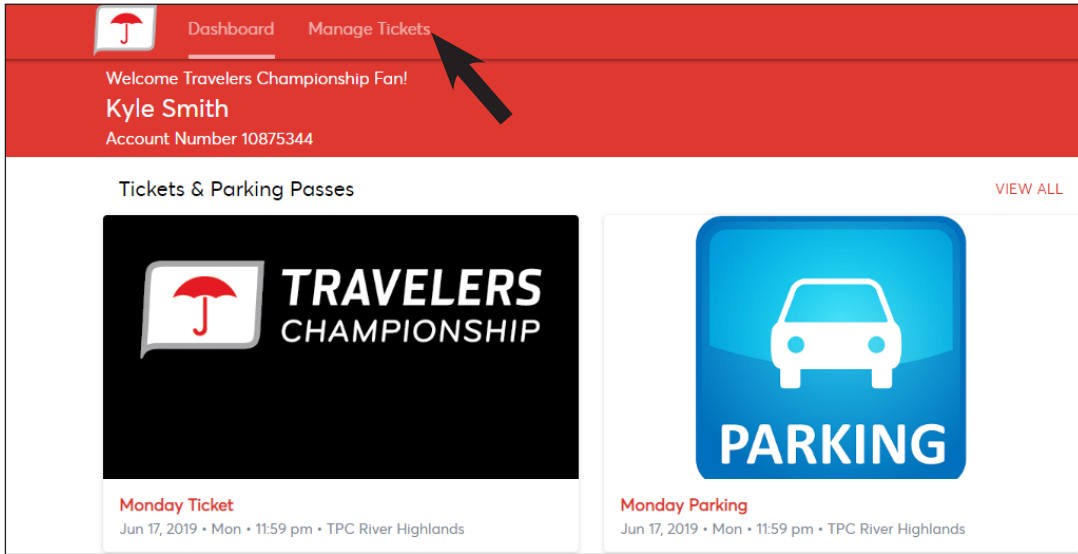 Dashboard Manage Tickets
Welcome Travelers Championship Fan!
Kyle Smith
Account Number 10875344
Tickets & Parking Passes VIEW ALL
TRAVELERS
CHAMPIONSHIP
PARKING
Monday Ticket
Jun 17, 2019 • Mon • 11:59 pm • TPC River Highlands
Monday Parking
Jun 17, 2019 • Mon • 11:59 pm • TPC River Highlands